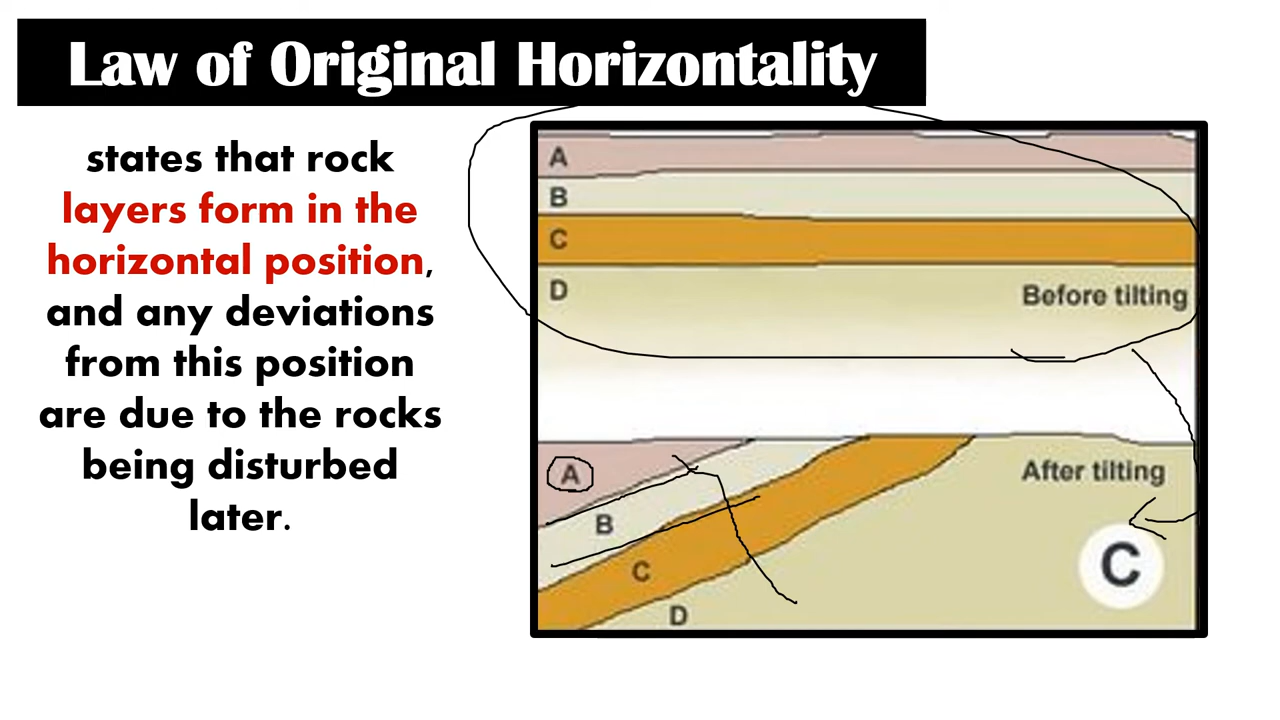 Law of Original Horizontality
states that rock
layers form in the
horizontal position,
and any deviations
from this position
are due to the rocks
being disturbed
later.
A
B
C
D
Before tilting
A
After tilting
B
C
C
D